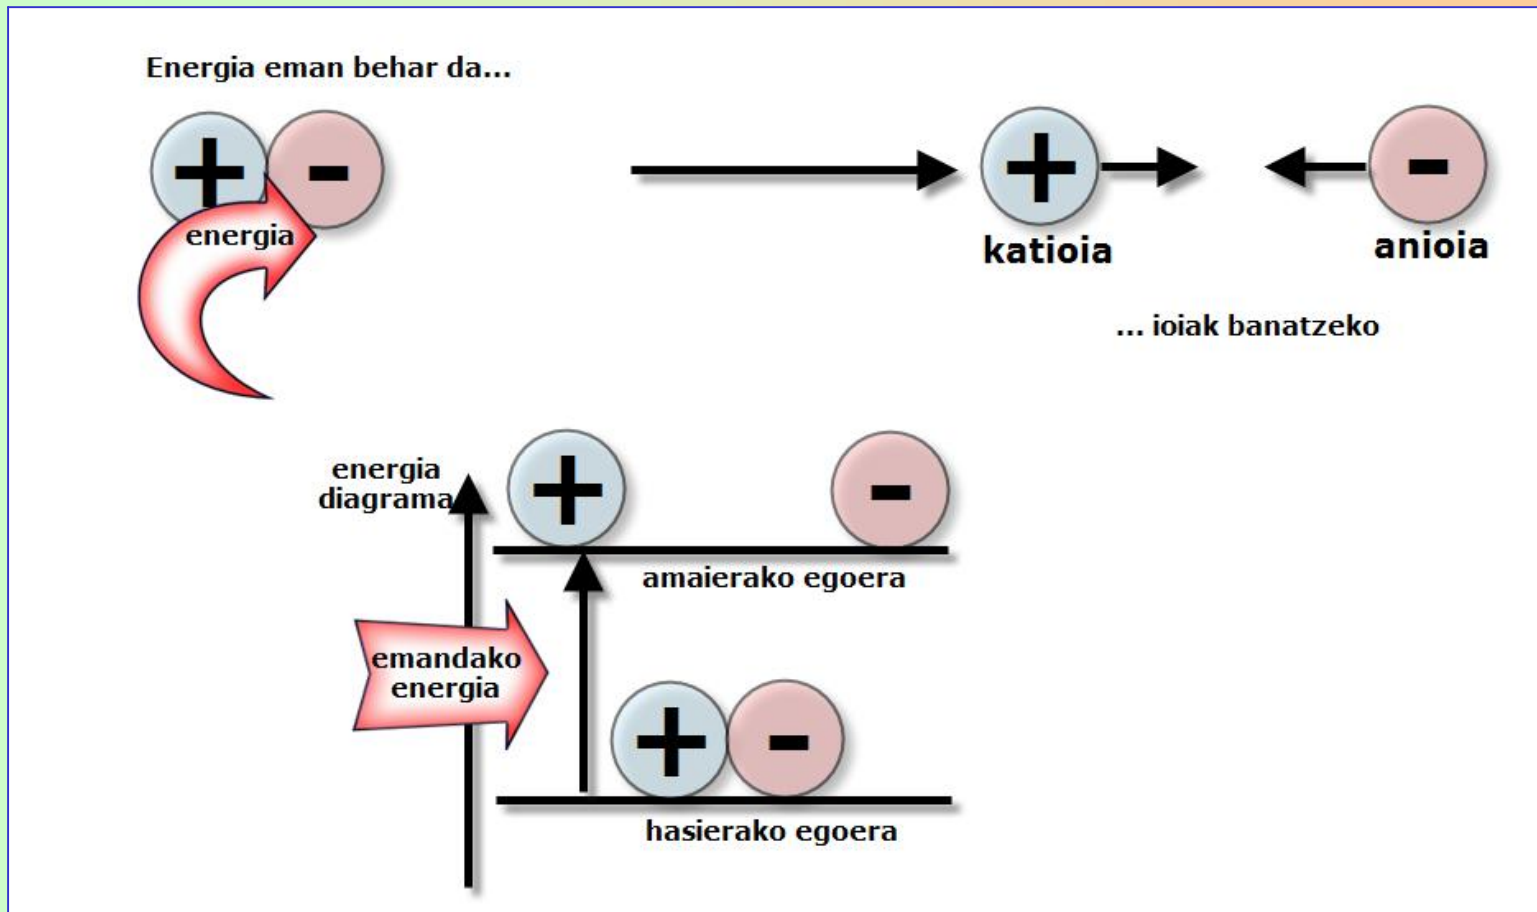 Energia eman behar da...
+
-
energia
+
-
katioia
anioia
... ioiak banatzeko
energia
diagrama
+
-
amaierako egoera
emandako
energia
+
-
hasierako egoera